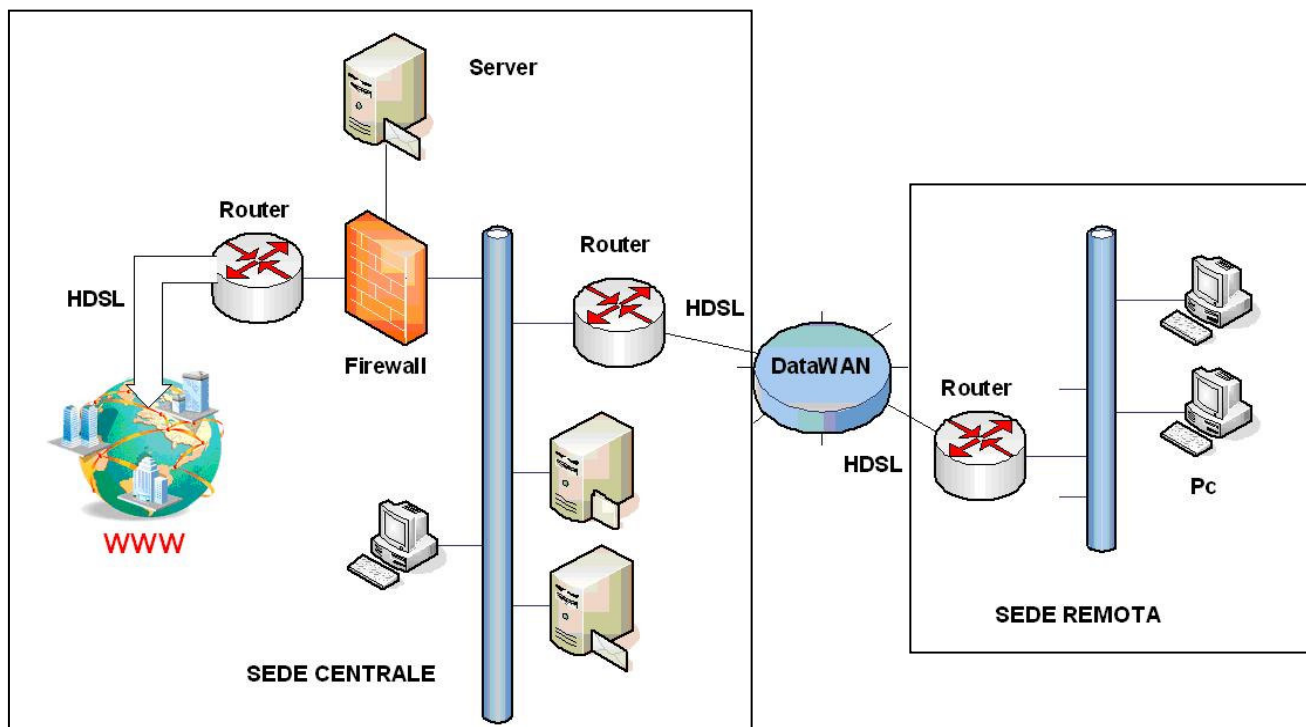 Server
Router
Router
HDSL
HDSL
Firewall
DataWAN
Router
WWW
HDSL
Pc
SEDE CENTRALE
SEDE REMOTA